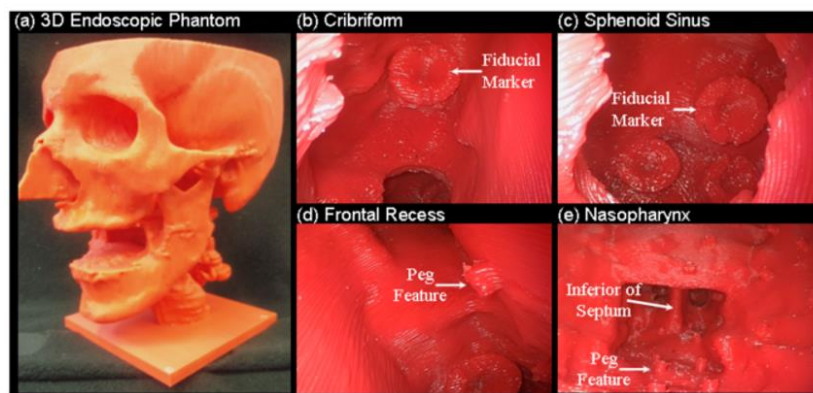 (a) 3D Endoscopic Phantom
(b) Cribriform
Fiducial
Marker
(c) Sphenoid Sinus
Fiducial
Marker
(d) Frontal Recess
Peg
Feature
(e) Nasopharynx
Inferior of
Septum
Peg
Feature